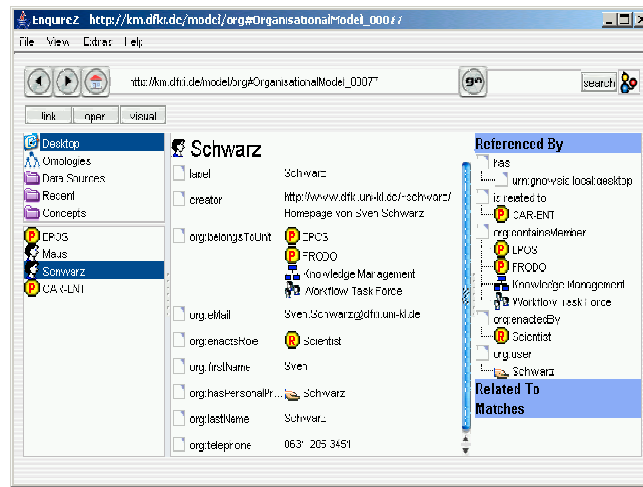 Enquire2 http://km.dfki.de/model/org#OrganisationalModel_00077
File View Extras Help
http://km.dfki.de/model/org#OrganisationalModel_00077
go
search
link open visual
Desktop
Ontologies
Data Sources
Recent
Concepts
EPOS
Maus
Schwarz
CAR-ENT
Schwarz
label Schwarz
creator http://www.dfki.uni-kl.de/~schwarz/
Homepage von Sven Schwarz
org:belongsToUnit EPOS
FRODO
Knowledge Management
Workflow Task Force
org:eMail Sven.Schwarz@dfki.uni-kl.de
org:enactsRole Scientist
org:firstName Sven
org:hasPersonalPr... Schwarz
org:lastName Schwarz
org:telephone 0631 205 3451
Referenced By
has
urn:gnowsis:local:desktop
is related to
CAR-ENT
org:containsMember
EPOS
FRODO
Knowledge Management
Workflow Task Force
org:enactedBy
Scientist
org:user
Schwarz
Related To
Matches